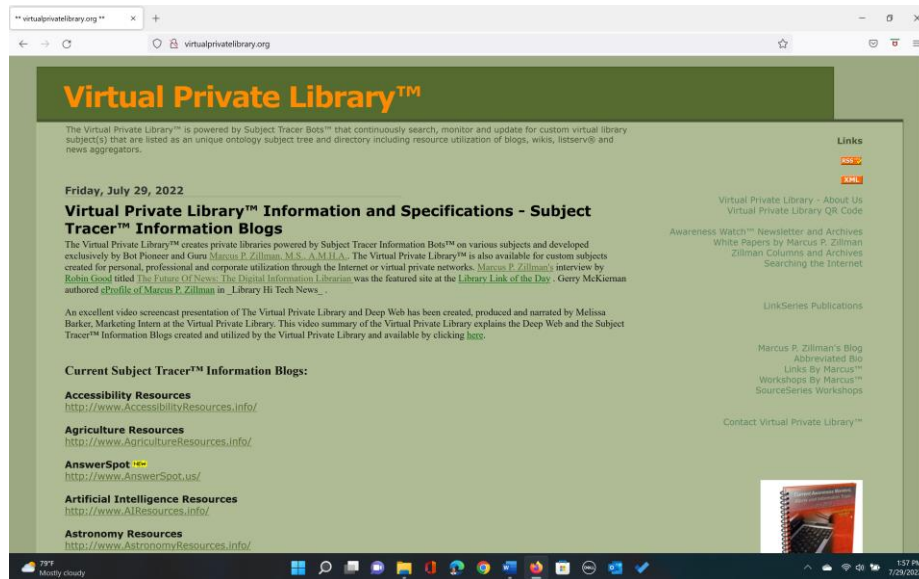 ** virtualprivatelibrary.org **
virtualprivatelibrary.org
Virtual Private Library™
The Virtual Private Library™ is powered by Subject Tracer Bots™ that continuously search, monitor and update for custom virtual library
subject(s) that are listed as an unique ontology subject tree and directory including resource utilization of blogs, wikis, listserv® and
news aggregators.
Friday, July 29, 2022
Virtual Private Library™ Information and Specifications - Subject
Tracer™ Information Blogs
The Virtual Private Library™ creates private libraries powered by Subject Tracer Information Bots™ on various subjects and developed
exclusively by Bot Pioneer and Guru Marcus P. Zillman, M.S., A.M.H.A.. The Virtual Private Library™ is also available for custom subjects
created for personal, professional and corporate utilization through the Internet or virtual private networks. Marcus P. Zillman's interview by
Robin Good titled The Future Of News: The Digital Information Librarian was the featured site at the Library Link of the Day . Gerry McKiernan
authored eProfile of Marcus P. Zillman in _Library Hi Tech News_ .
An excellent video screencast presentation of The Virtual Private Library and Deep Web has been created, produced and narrated by Melissa
Barker, Marketing Intern at the Virtual Private Library. This video summary of the Virtual Private Library explains the Deep Web and the Subject
Tracer™ Information Blogs created and utilized by the Virtual Private Library and available by clicking here.
Current Subject Tracer™ Information Blogs:
Accessibility Resources
http://www.AccessibilityResources.info/
Agriculture Resources
http://www.AgricultureResources.info/
AnswerSpot NEW
http://www.AnswerSpot.us/
Artificial Intelligence Resources
http://www.AIResources.info/
Astronomy Resources
http://www.AstronomyResources.info/
Links
RSS
XML
Virtual Private Library - About Us
Virtual Private Library QR Code
Awareness Watch™ Newsletter and Archives
White Papers by Marcus P. Zillman
Zillman Columns and Archives
Searching the Internet
LinkSeries Publications
Marcus P. Zillman's Blog
Abbreviated Bio
Links By Marcus™
Workshops By Marcus™
SourceSeries Workshops
Contact Virtual Private Library™
79°F
Mostly cloudy
1:57 PM